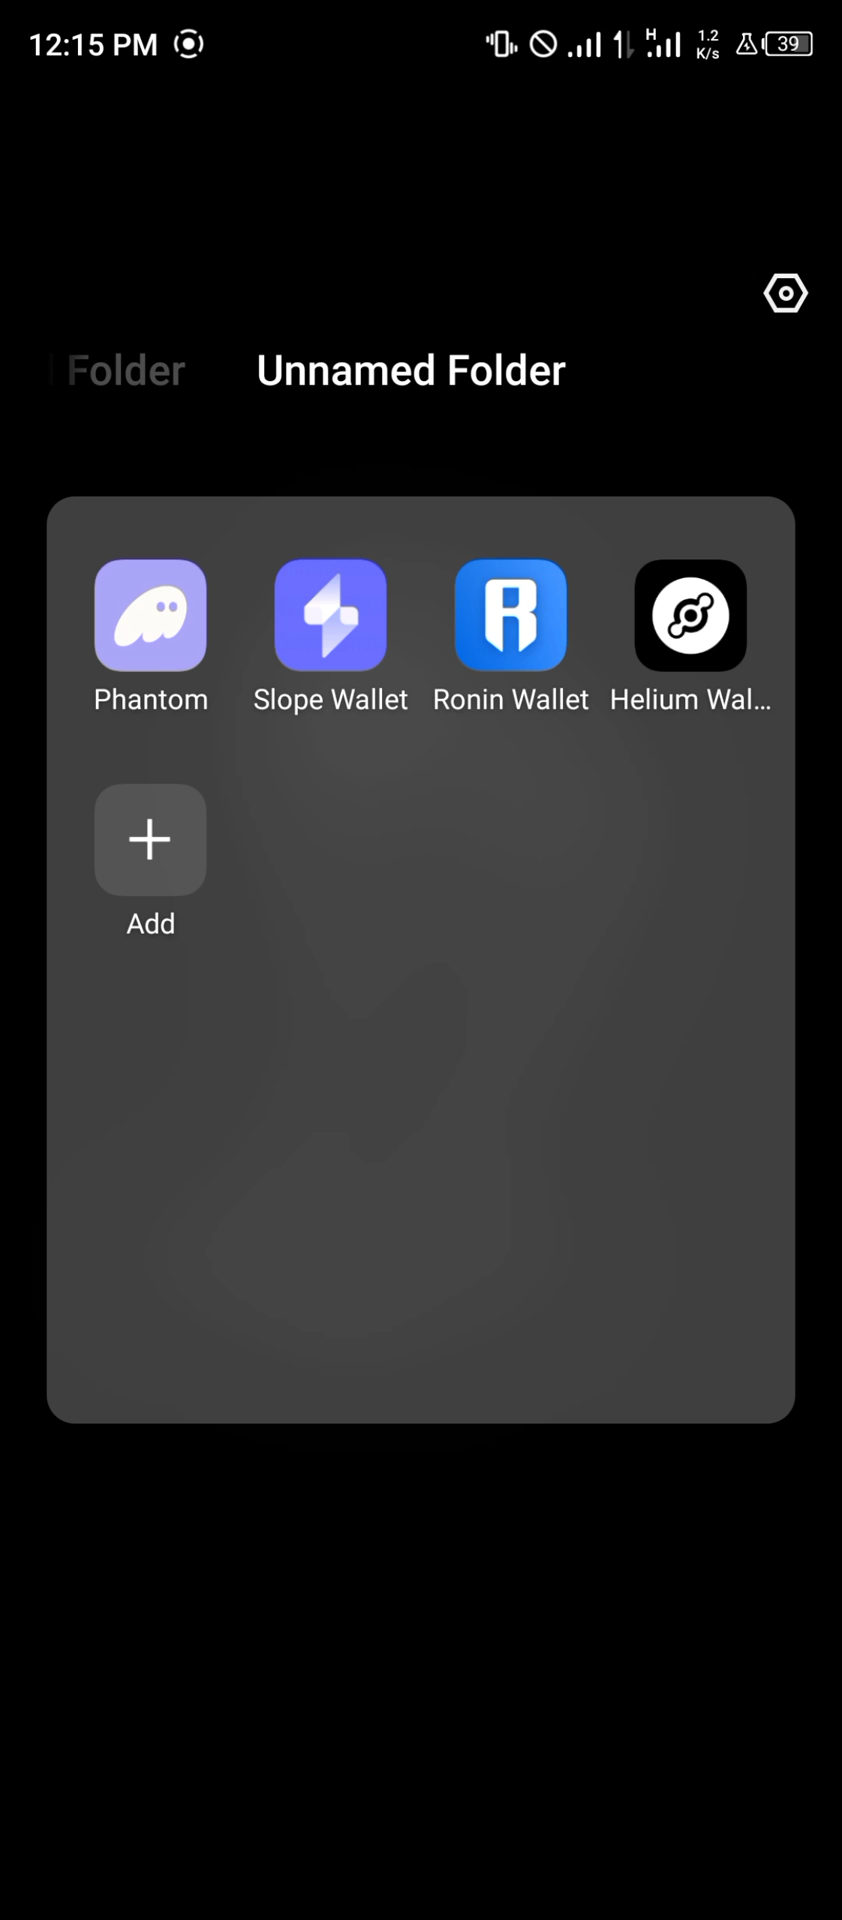 12:15 PM
H
1.2
K/s
39
Folder
Unnamed Folder
Phantom
Slope Wallet
Ronin Wallet
Helium Wal...
Add